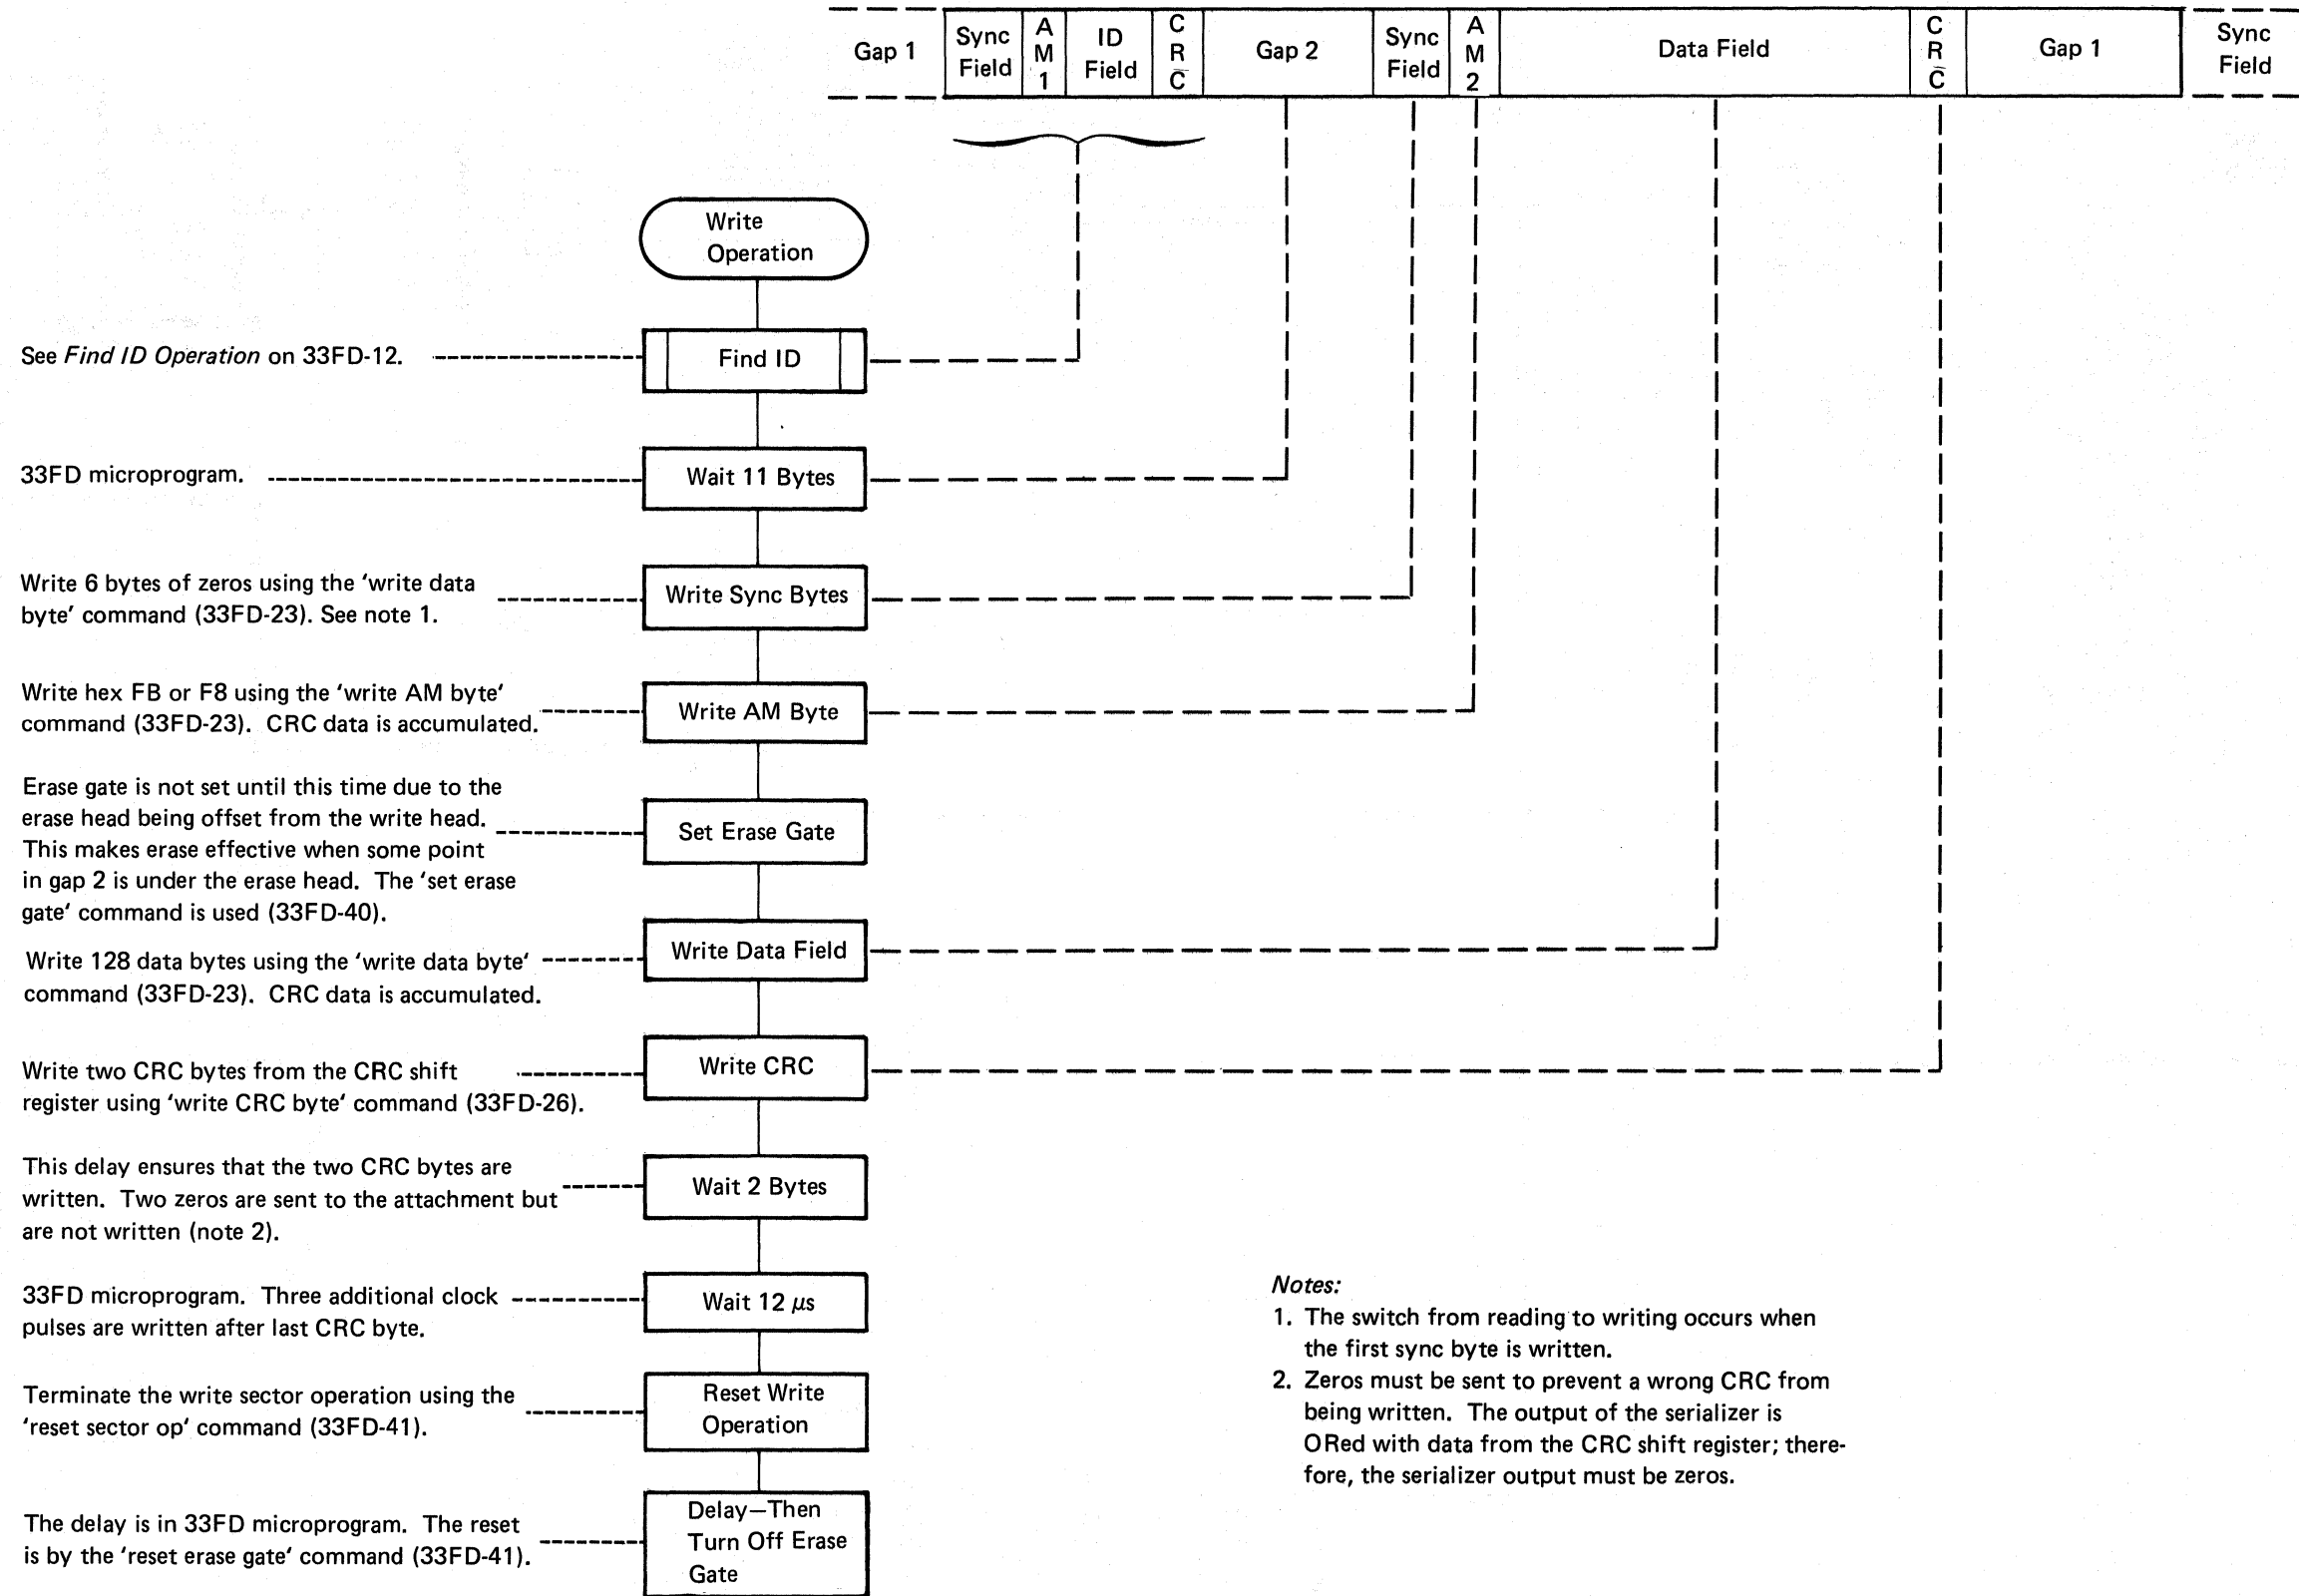 Gap 1
Sync
Field
A
M
1
ID
Field
C
R
C
Gap 2
Sync
Field
A
M
2
Data Field
C
R
C
Gap 1
Sync
Field
Write
Operation
See Find ID Operation on 33FD-12.
Find ID
33FD microprogram.
Wait 11 Bytes
Write 6 bytes of zeros using the 'write data
byte' command (33FD-23). See note 1.
Write Sync Bytes
Write hex FB or F8 using the 'write AM byte'
command (33FD-23). CRC data is accumulated.
Write AM Byte
Erase gate is not set until this time due to the
erase head being offset from the write head.
This makes erase effective when some point
in gap 2 is under the erase head. The 'set erase
gate' command is used (33FD-40).
Set Erase Gate
Write 128 data bytes using the 'write data byte'
command (33FD-23). CRC data is accumulated.
Write Data Field
Write two CRC bytes from the CRC shift
register using 'write CRC byte' command (33FD-26).
Write CRC
This delay ensures that the two CRC bytes are
written. Two zeros are sent to the attachment but
are not written (note 2).
Wait 2 Bytes
33FD microprogram. Three additional clock
pulses are written after last CRC byte.
Wait 12 μs
Terminate the write sector operation using the
'reset sector op' command (33FD-41).
Reset Write
Operation
The delay is in 33FD microprogram. The reset
is by the 'reset erase gate' command (33FD-41).
Delay—Then
Turn Off Erase
Gate
Notes:
1. The switch from reading to writing occurs when
the first sync byte is written.
2. Zeros must be sent to prevent a wrong CRC from
being written. The output of the serializer is
ORed with data from the CRC shift register; there-
fore, the serializer output must be zeros.